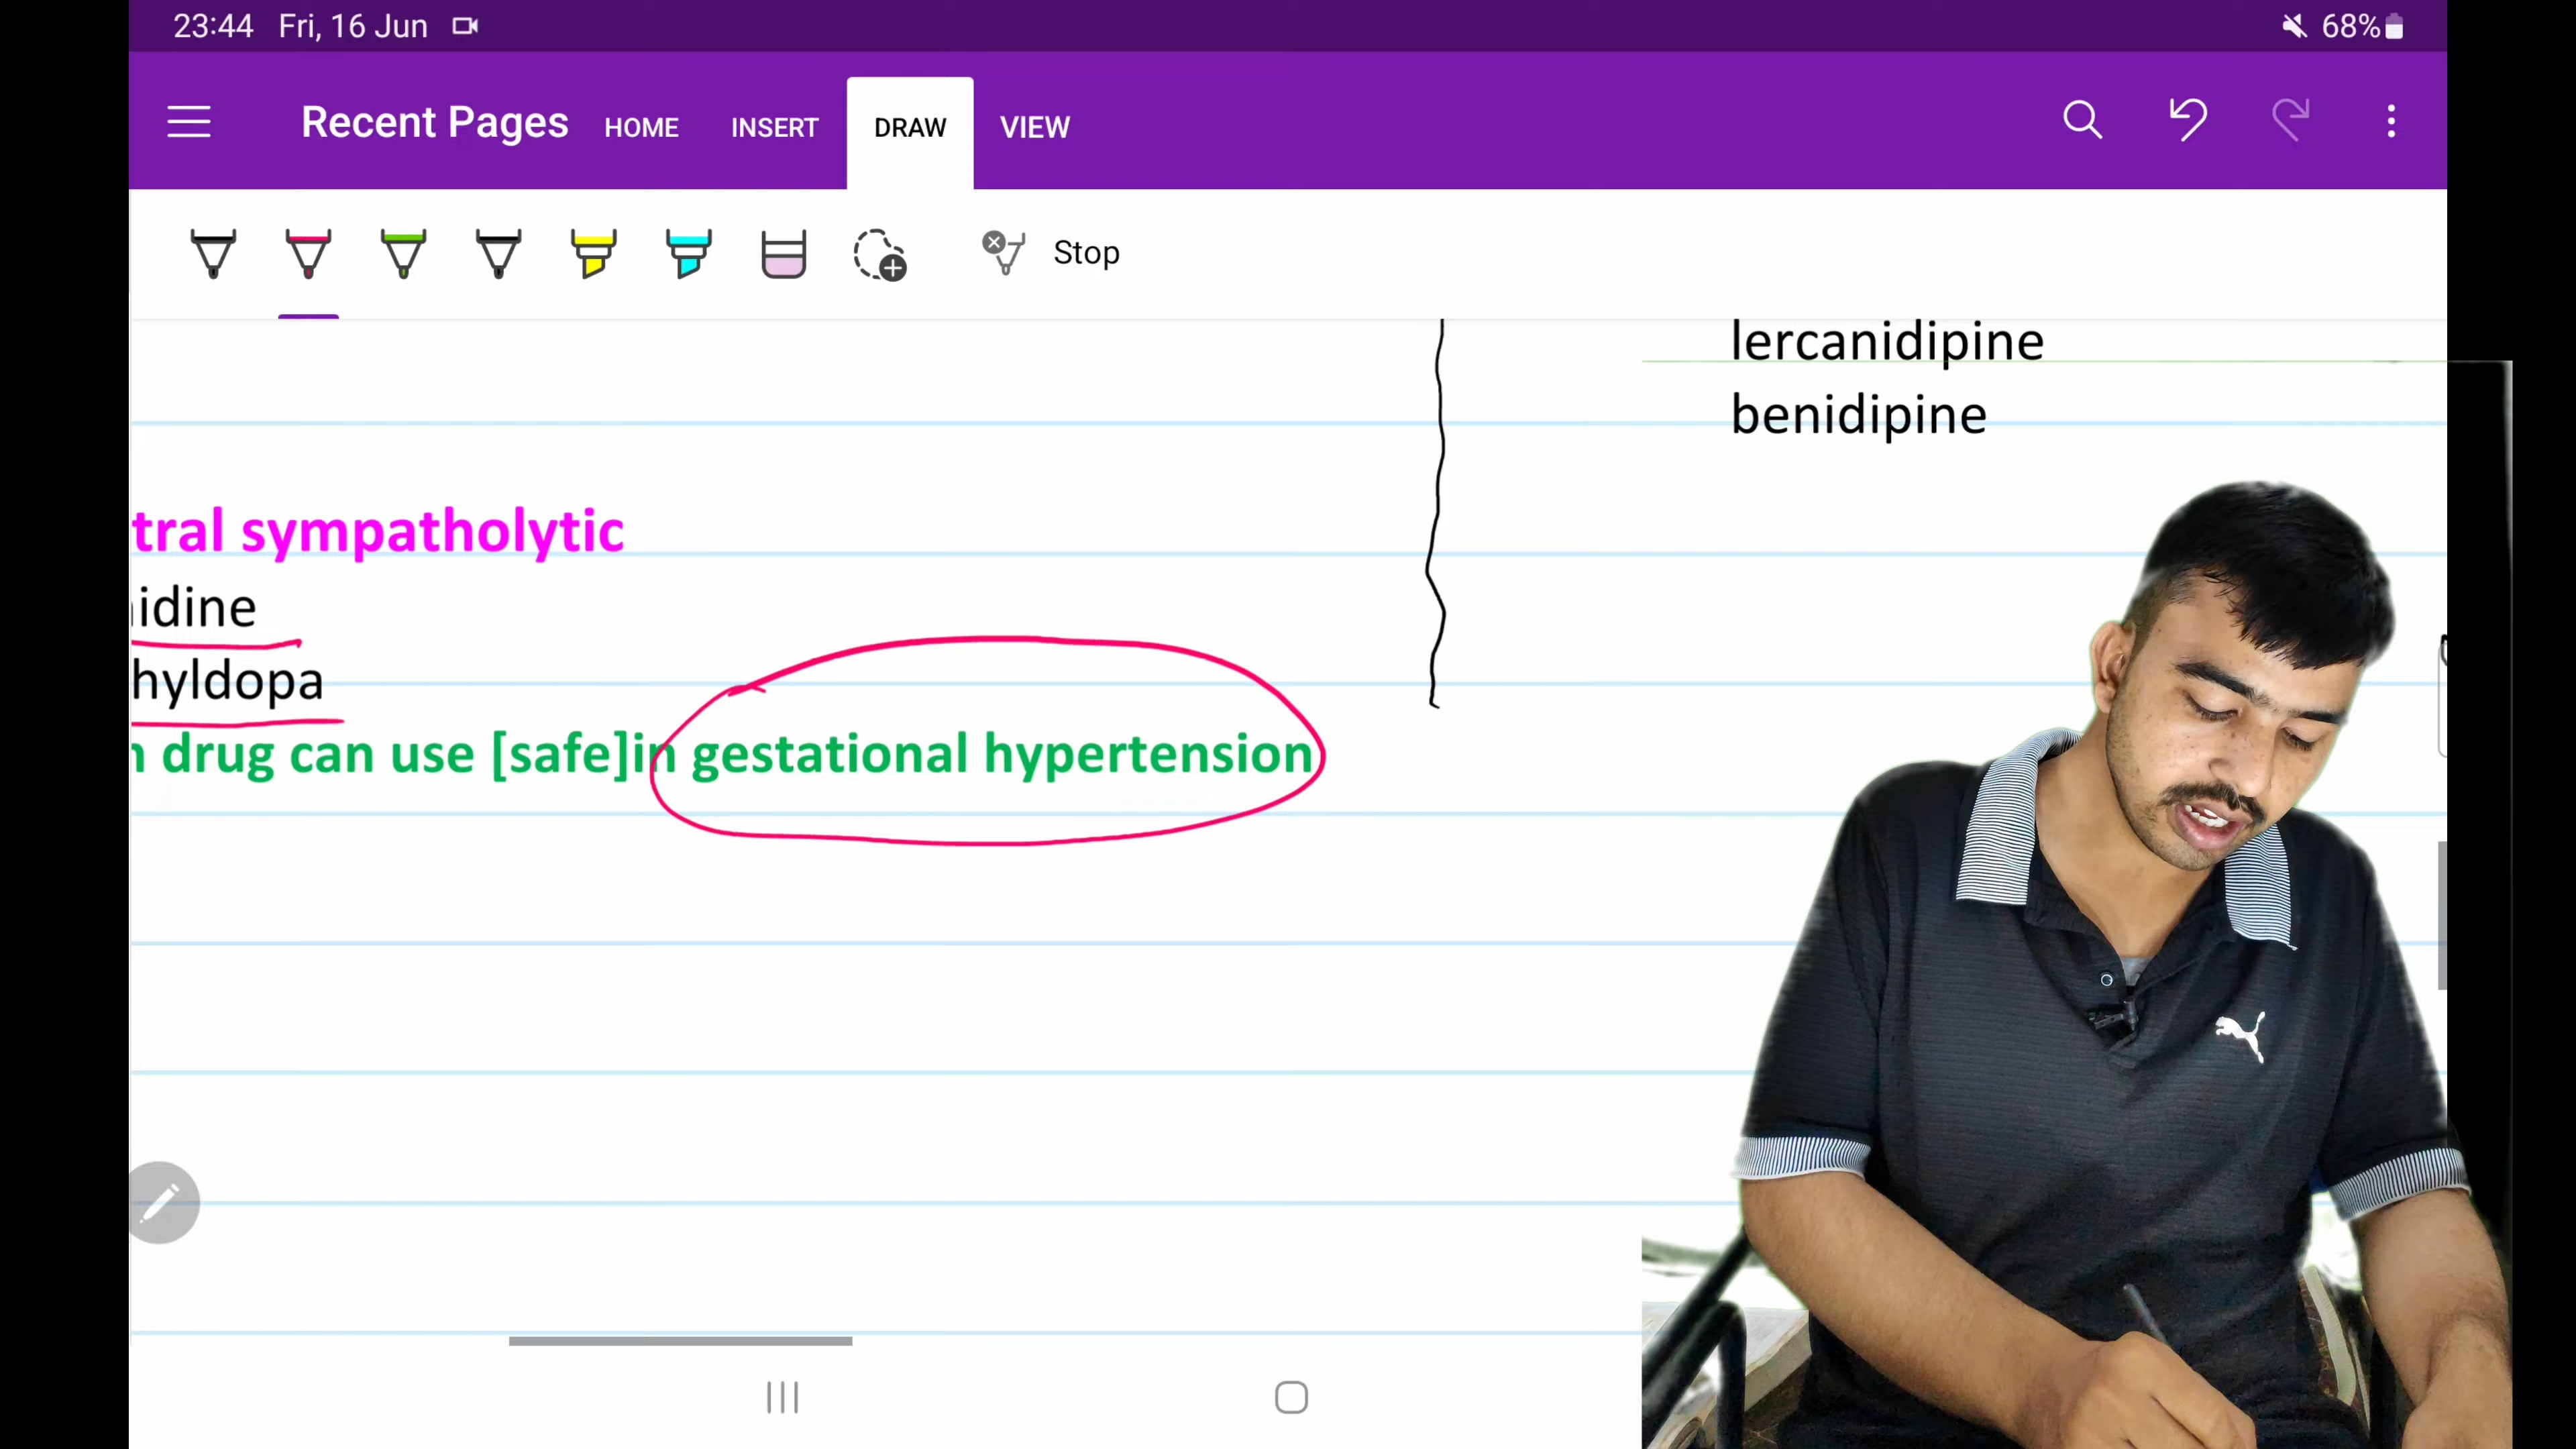 23:44 Fri, 16 Jun 68%
Recent Pages HOME INSERT DRAW VIEW
Stop
lercanidipine
benidipine
tral sympatholytic
idine
hyldopa
drug can use [safe]in gestational hypertension